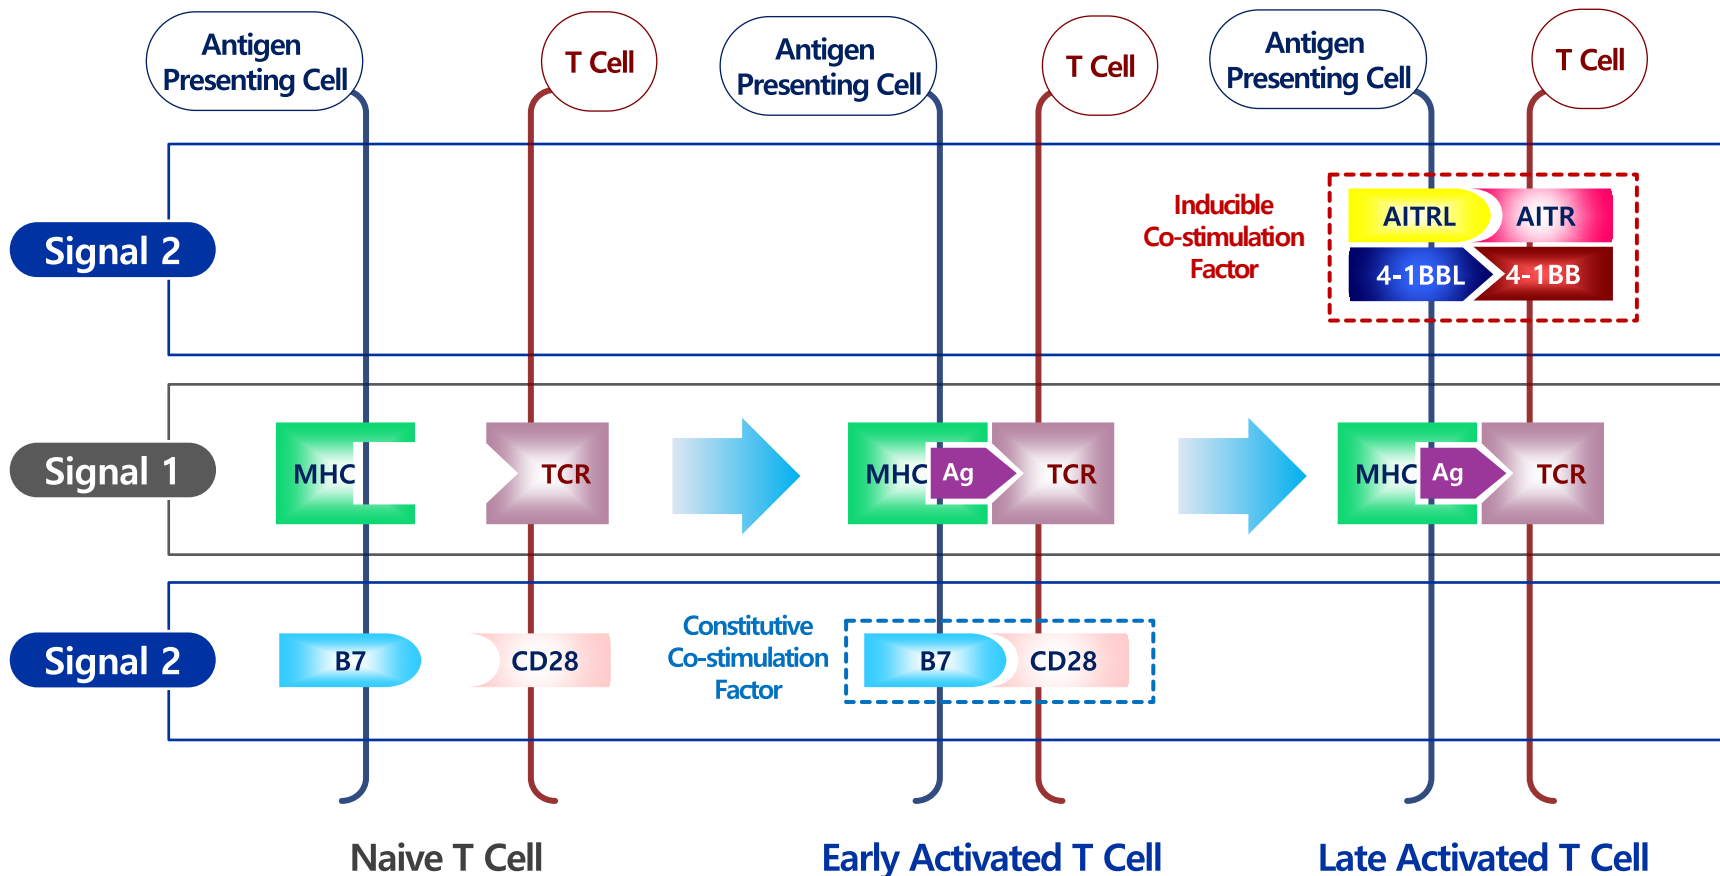 Antigen
Presenting Cell
T Cell
Antigen
Presenting Cell
T Cell
Antigen
Presenting Cell
T Cell
Signal 2
Inducible
Co-stimulation
Factor
AITRL
AITR
4-1BBL
4-1BB
Signal 1
MHC
TCR
MHC
Ag
TCR
MHC
Ag
TCR
Signal 2
B7
CD28
Constitutive
Co-stimulation
Factor
B7
CD28
Naive T Cell
Early Activated T Cell
Late Activated T Cell